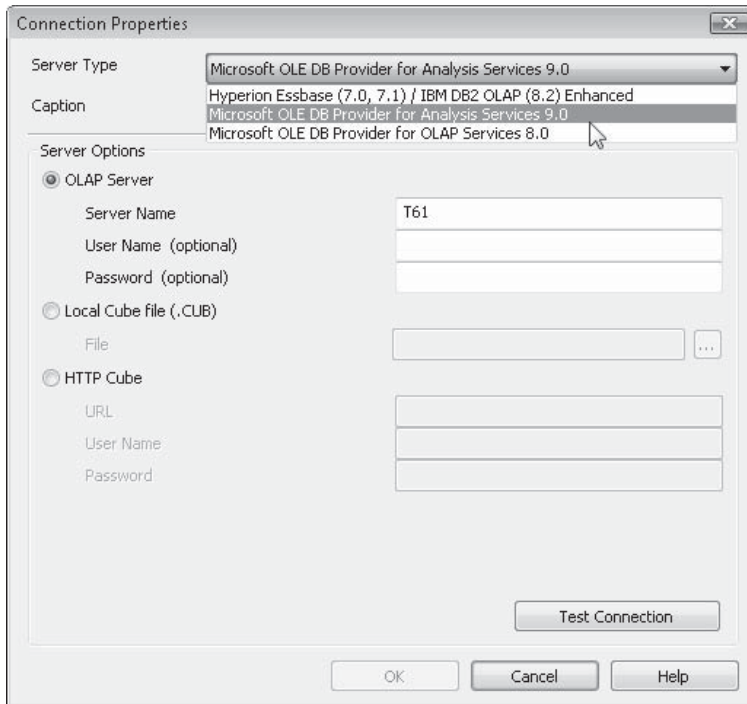 Connection Properties
Server Type
Microsoft OLE DB Provider for Analysis Services 9.0
Hyperion Essbase (7.0, 7.1) / IBM DB2 OLAP (8.2) Enhanced
Caption
Microsoft OLE DB Provider for Analysis Services 9.0
Microsoft OLE DB Provider for OLAP Services 8.0
Server Options
OLAP Server
Server Name T61
User Name (optional)
Password (optional)
Local Cube file (.CUB)
File ...
HTTP Cube
URL
User Name
Password
Test Connection
OK Cancel Help